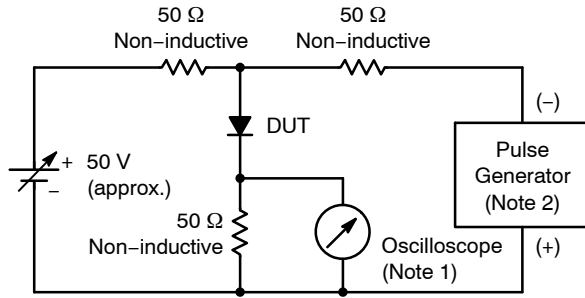 50 Ω
Non−inductive
50 Ω
Non−inductive
(−)
DUT
+
50 V
−
(approx.)
Pulse
Generator
(Note 2)
50 Ω
Non−inductive
Oscilloscope
(Note 1)
(+)